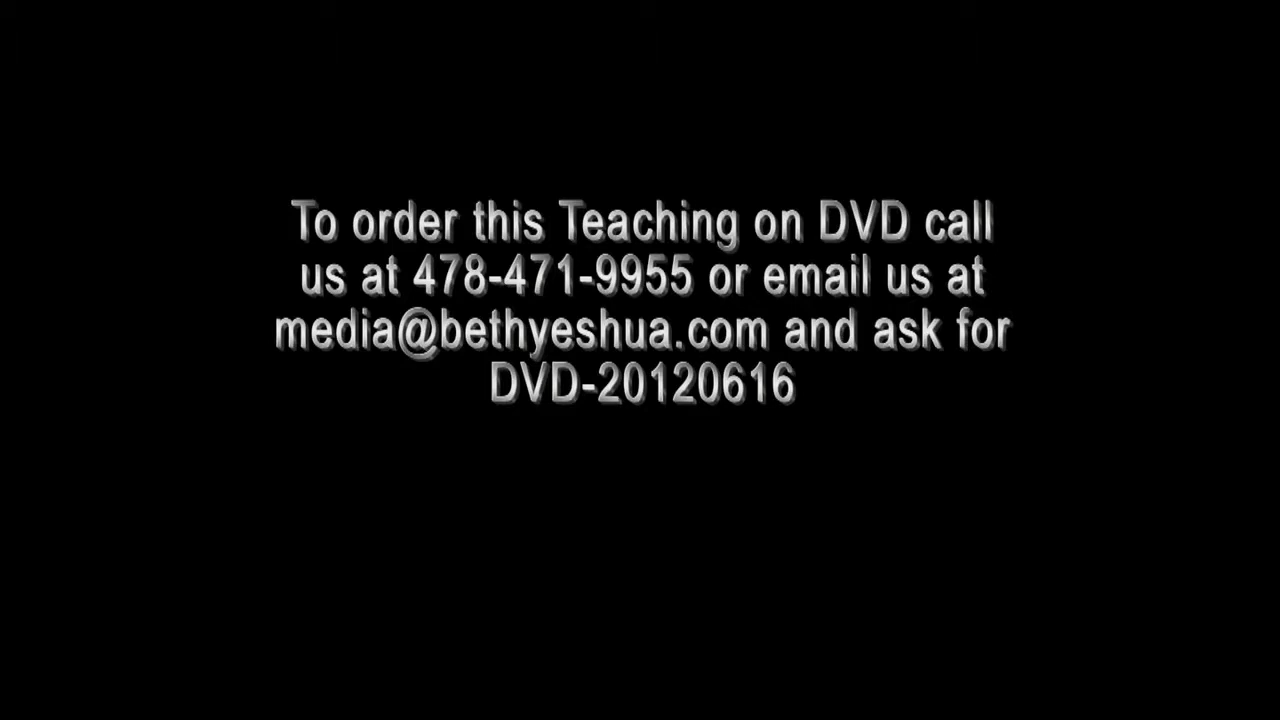 To order this Teaching on DVD call
us at 478-471-9955 or email us at
media@bethyeshua.com and ask for
DVD-20120616